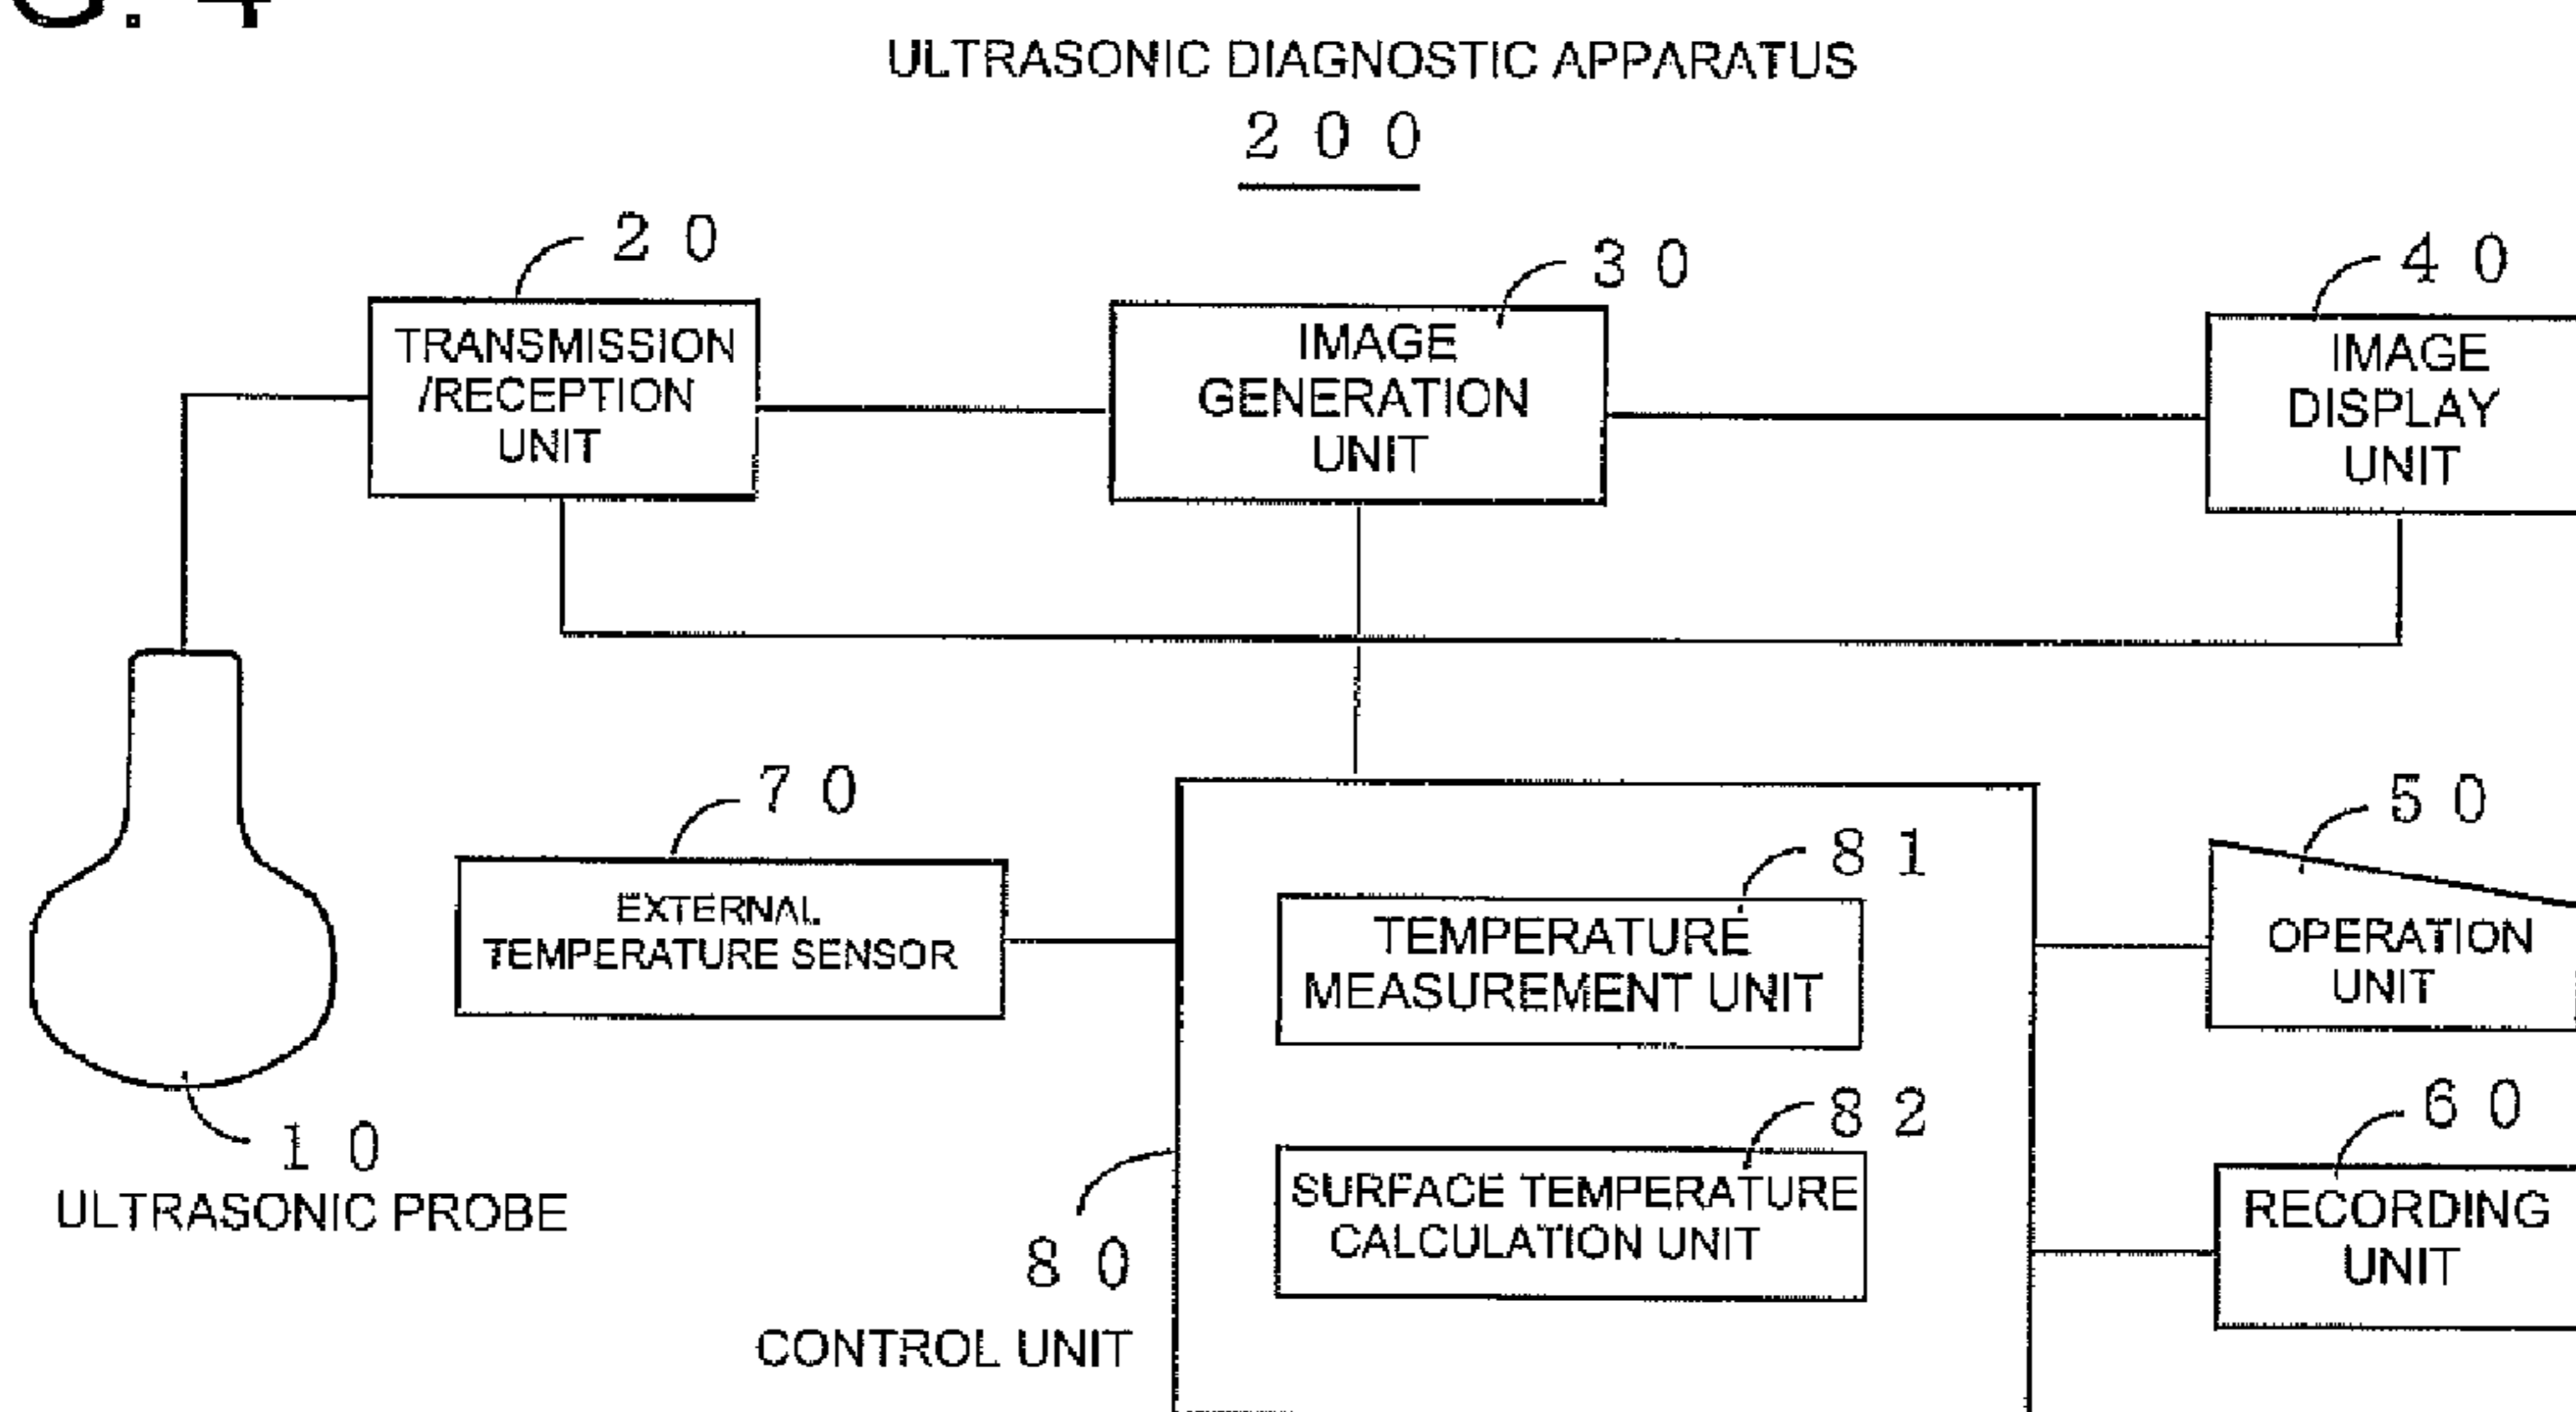 G. 4
ULTRASONIC DIAGNOSTIC APPARATUS
200
20
30
40
TRANSMISSION
/RECEPTION
UNIT
IMAGE
GENERATION
UNIT
IMAGE
DISPLAY
UNIT
70
EXTERNAL
TEMPERATURE SENSOR
81
TEMPERATURE
MEASUREMENT UNIT
50
OPERATION
UNIT
10
ULTRASONIC PROBE
82
SURFACE TEMPERATURE
CALCULATION UNIT
60
RECORDING
UNIT
80
CONTROL UNIT